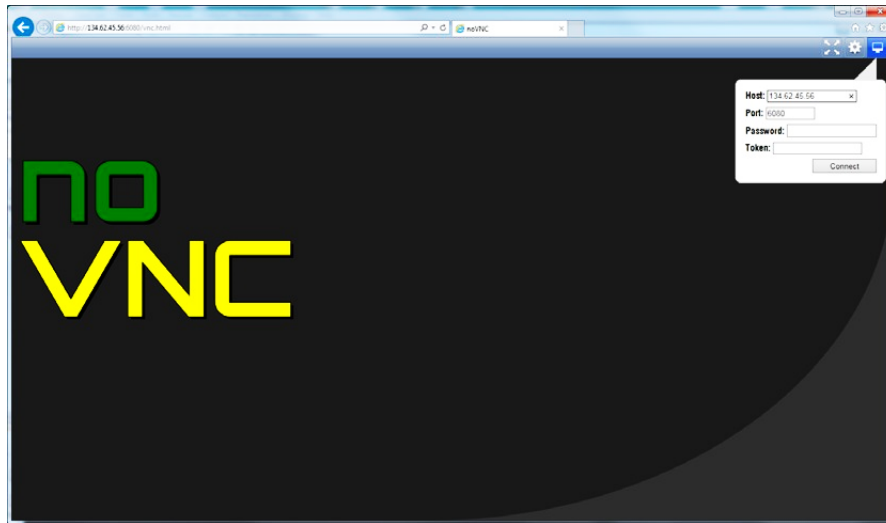 http://134.62.45.56:6080/vnc.html
noVNC
Host: 134.62.45.56
Port: 6080
Password:
Token:
Connect
no
VNC